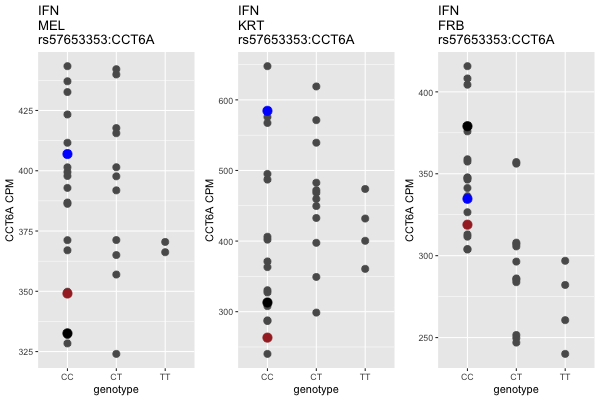 IFN
MEL
rs57653353:CCT6A
CCT6A CPM
425
400
375
350
325
CC
CT
TT
genotype
IFN
KRT
rs57653353:CCT6A
CCT6A CPM
600
500
400
300
CC
CT
TT
genotype
IFN
FRB
rs57653353:CCT6A
CCT6A CPM
400
350
300
250
CC
CT
TT
genotype